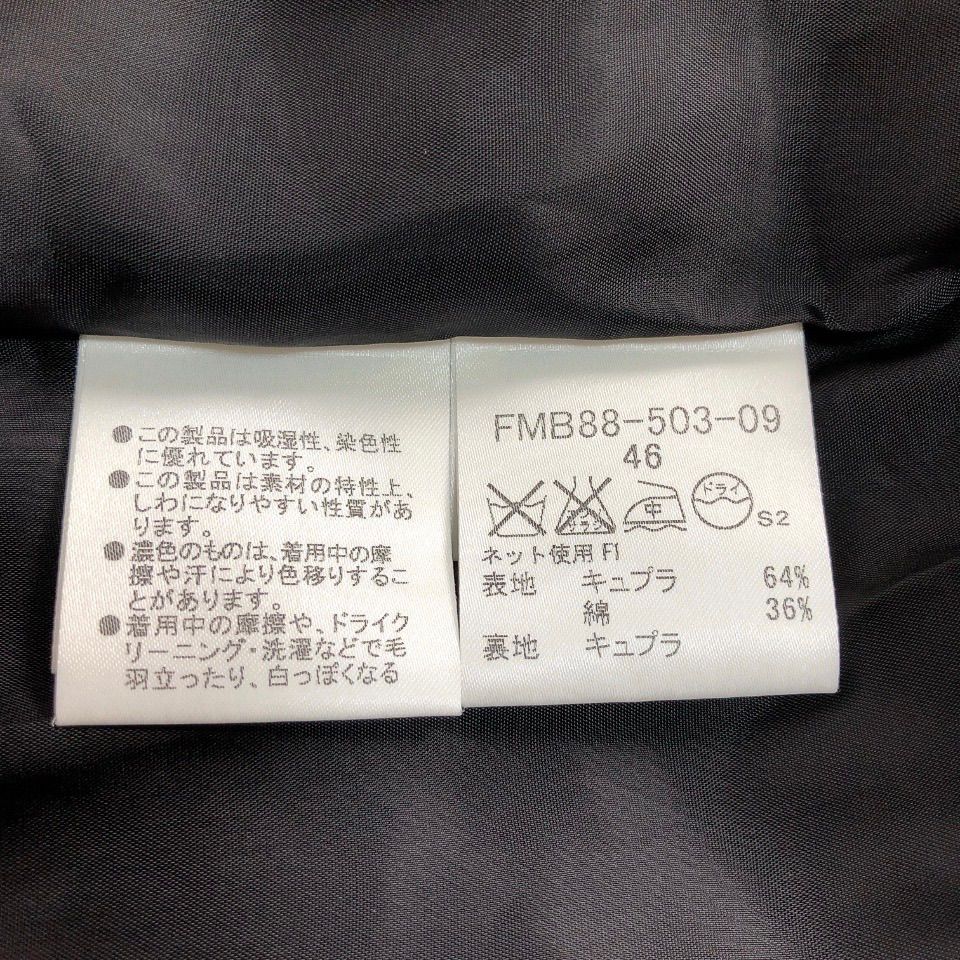 ●この製品は吸湿性、染色性
に優れています。
●この製品は素材の特性上、
しわになりやすい性質があ
ります。
●濃色のものは、着用中の摩
擦や汗により色移りするこ
とがあります。
●着用中の摩擦や、ドライク
リーニング・洗濯などで毛
羽立ったり、白っぽくなる
FMB88-503-09
46
中 ドライ S2
ネット使用 FI
表地 キュプラ 64%
綿 36%
裏地 キュプラ